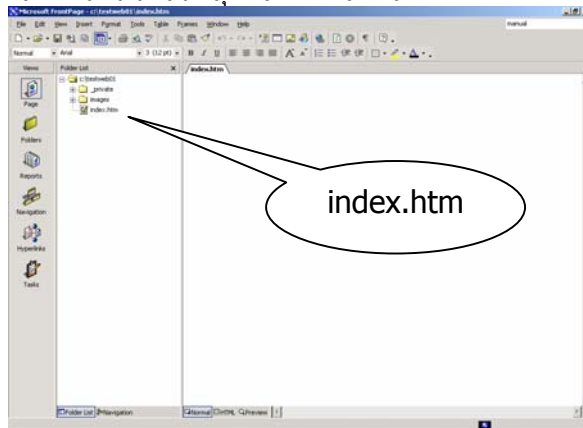 Microsoft FrontPage - c:\testweb01\index.htm
File Edit View Insert Format Tools Table Frames Window Help
manual
Normal Arial 3 (12 pt) B I U A A
Views Folder List index.htm
c:\testweb01
_private
images
index.htm
Page
Folders
Reports
Navigation
Hyperlinks
Tasks
index.htm
Folder List Navigation Normal HTML Preview